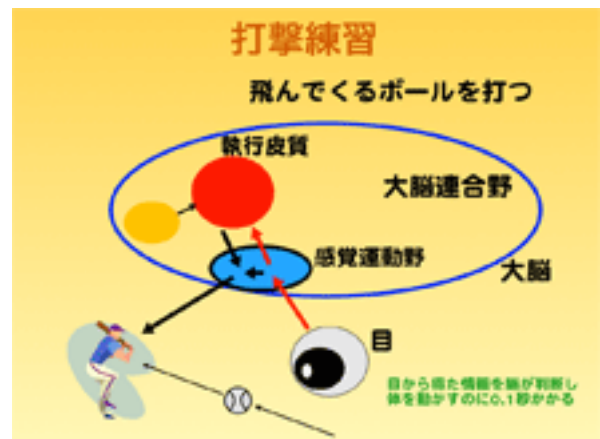 打撃練習
飛んでくるボールを打つ
執行皮質
大脳連合野
感覚運動野
大脳
目
目から得た情報を脳が判断し
体を動かすのに0.1秒かかる